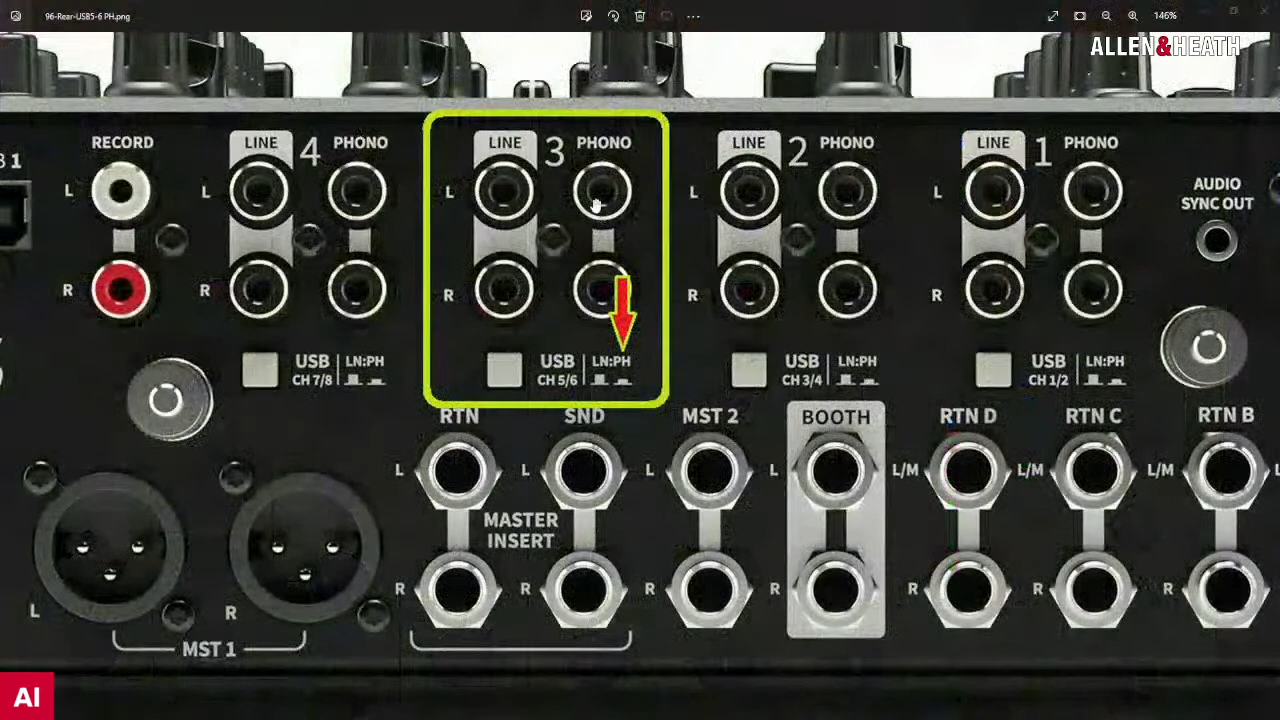 96-Rear-USB5-6 PH.png
146%
ALLEN&HEATH
RECORD
LINE 4 PHONO
LINE 3 PHONO
LINE 2 PHONO
LINE 1 PHONO
AUDIO
SYNC OUT
B 1
L L L L L
R R R R R
USB LN:PH
CH 7/8
USB LN:PH
CH 5/6
USB LN:PH
CH 3/4
USB LN:PH
CH 1/2
RTN SND MST 2 BOOTH RTN D RTN C RTN B
L L L L L/M L/M L/M L
MASTER
INSERT
R R R R R R R
L R
MST 1
AI